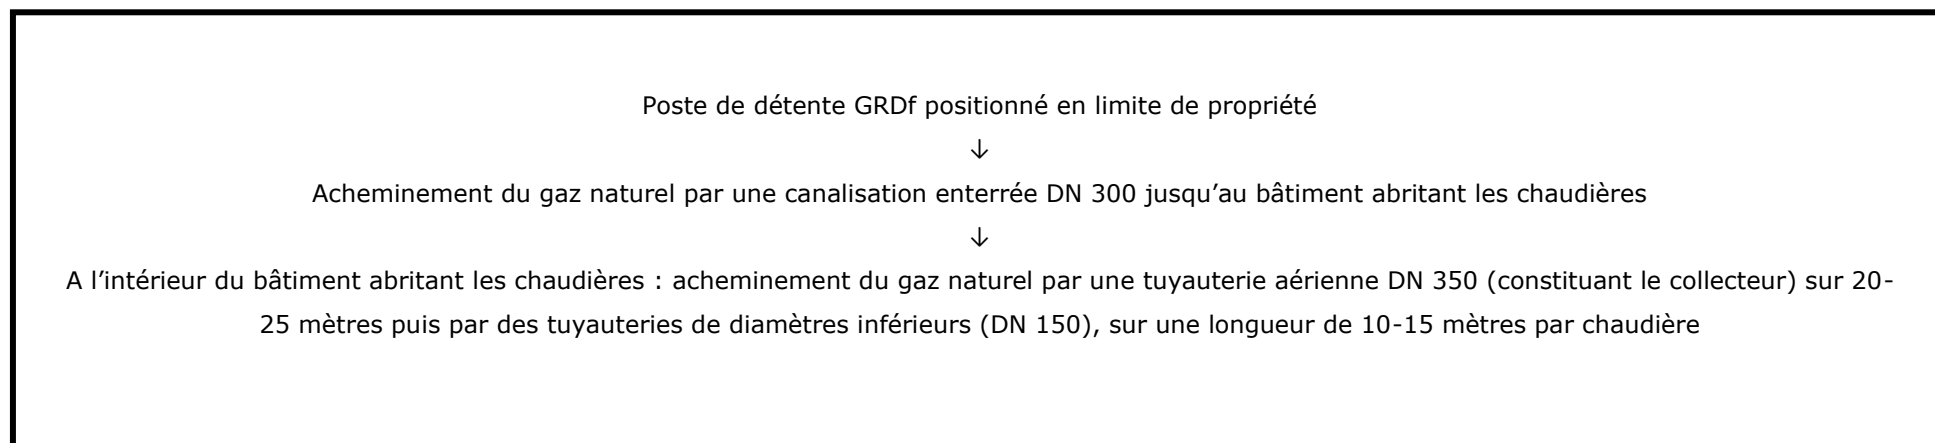 Poste de détente GRDf positionné en limite de propriété
↓
Acheminement du gaz naturel par une canalisation enterrée DN 300 jusqu’au bâtiment abritant les chaudières
↓
A l’intérieur du bâtiment abritant les chaudières : acheminement du gaz naturel par une tuyauterie aérienne DN 350 (constituant le collecteur) sur 20-
25 mètres puis par des tuyauteries de diamètres inférieurs (DN 150), sur une longueur de 10-15 mètres par chaudière